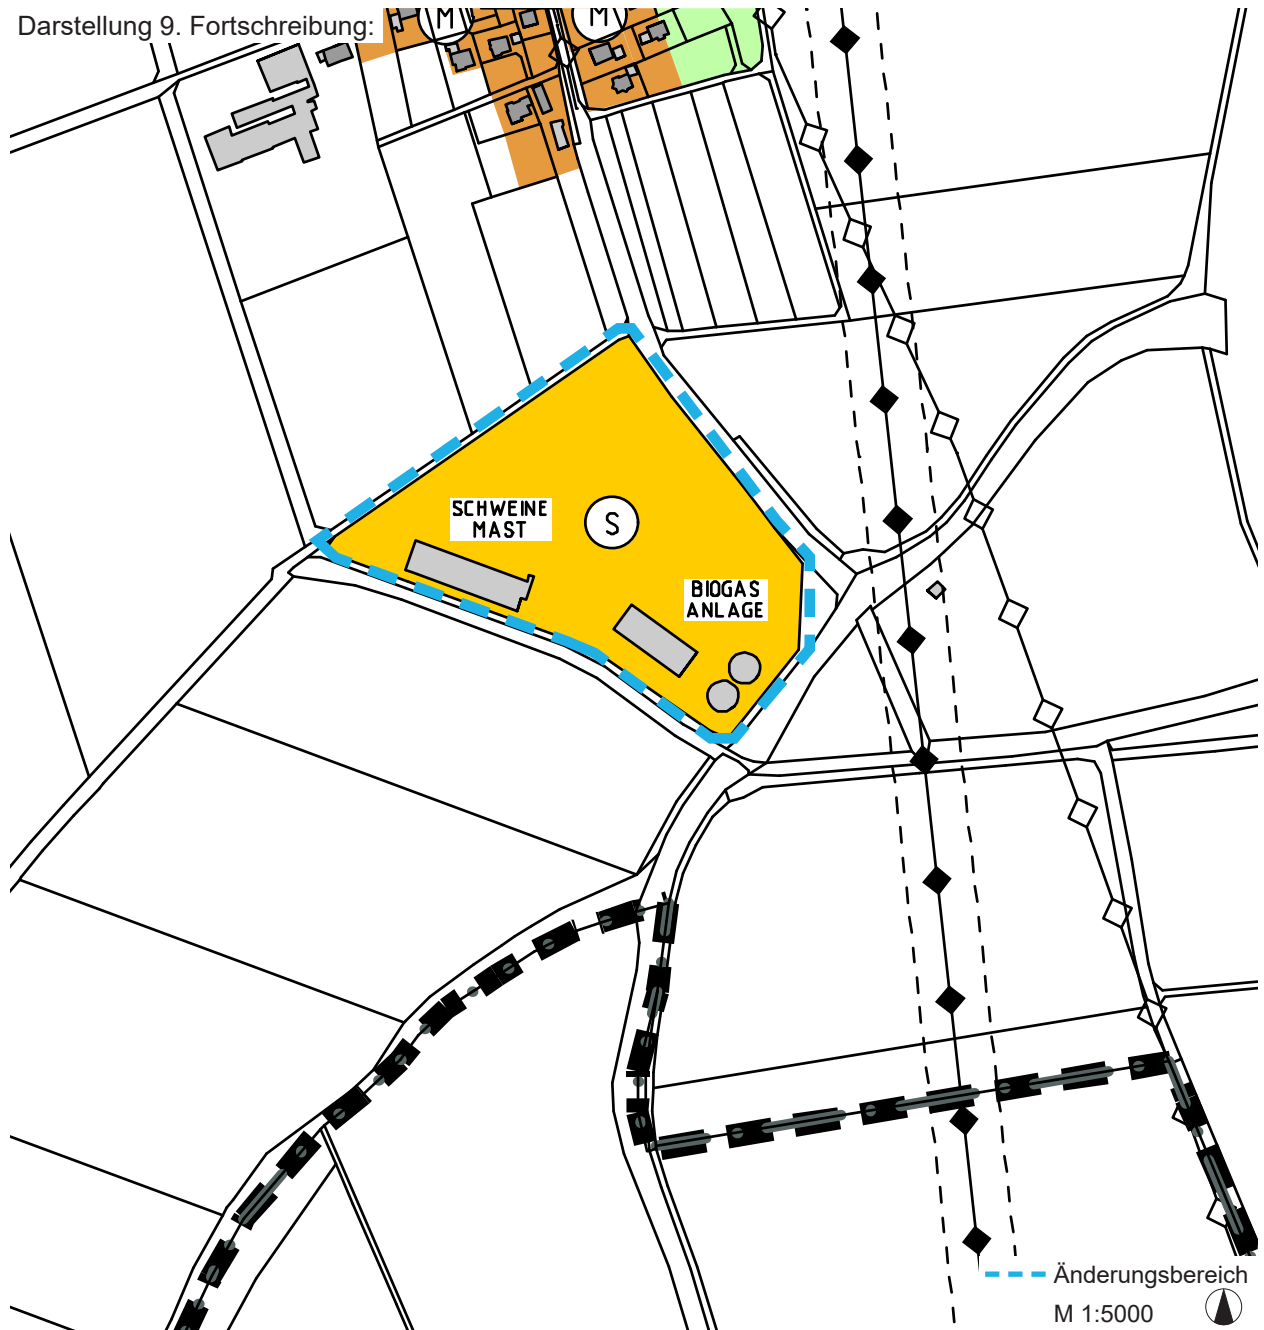 Darstellung 9. Fortschreibung:
M
M
SCHWEINE
MAST
S
BIOGAS
ANLAGE
Änderungsbereich
M 1:5000